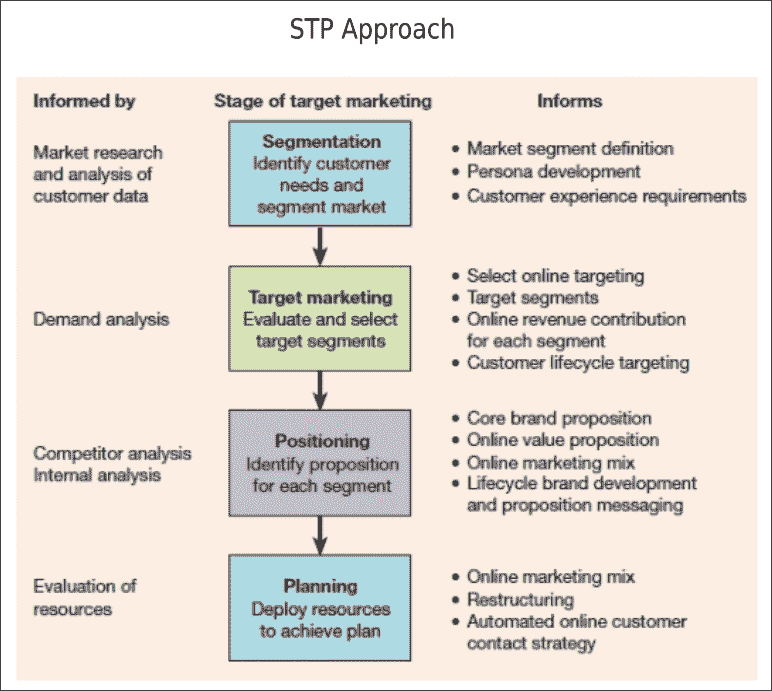 STP Approach
Informed by
Stage of target marketing
Informs
Market research
and analysis of
customer data
Segmentation
Identify customer
needs and
segment market
• Market segment definition
• Persona development
• Customer experience requirements
Demand analysis
Target marketing
Evaluate and select
target segments
• Select online targeting
• Target segments
• Online revenue contribution
for each segment
• Customer lifecycle targeting
Competitor analysis
Internal analysis
Positioning
Identify proposition
for each segment
• Core brand proposition
• Online value proposition
• Online marketing mix
• Lifecycle brand development
and proposition messaging
Evaluation of
resources
Planning
Deploy resources
to achieve plan
• Online marketing mix
• Restructuring
• Automated online customer
contact strategy